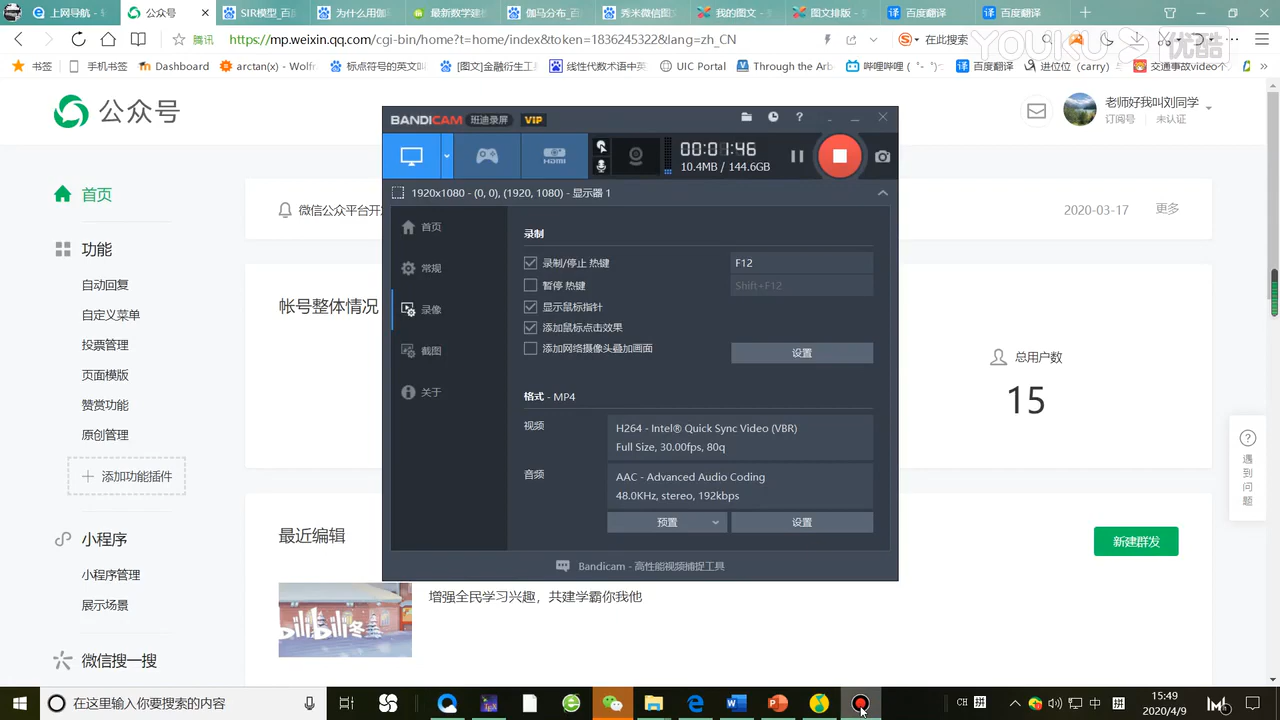 上网导航 -
公众号
SIR模型_百
为什么用伽
最新数学建
伽马分布_百
秀米微信图
我的图文 -
图文排版 -
百度翻译
百度翻译
腾讯
https://mp.weixin.qq.com/cgi-bin/home?t=home/index&token=1836245322&lang=zh_CN
在此搜索
YOUKU 优酷
书签
手机书签
Dashboard
arctan(x) - Wolfr
标点符号的英文叫
[图文]金融衍生工
线性代数术语中英
UIC Portal
Through the Arb
哔哩哔哩 ( ゜- ゜)
百度翻译
进位位（carry）
交通事故video个
公众号
老师好我叫刘同学
订阅号
未认证
BANDICAM 班迪录屏 VIP
HDMI
00:01:46
10.4MB / 144.6GB
1920x1080 - (0, 0), (1920, 1080) - 显示器 1
首页
常规
录像
截图
关于
录制
录制/停止 热键
F12
暂停 热键
Shift+F12
显示鼠标指针
添加鼠标点击效果
添加网络摄像头叠加画面
设置
格式 - MP4
视频
H264 - Intel® Quick Sync Video (VBR)
Full Size, 30.00fps, 80q
音频
AAC - Advanced Audio Coding
48.0KHz, stereo, 192kbps
预置
设置
Bandicam - 高性能视频捕捉工具
首页
功能
自动回复
自定义菜单
投票管理
页面模版
赞赏功能
原创管理
添加功能插件
小程序
小程序管理
展示场景
微信搜一搜
微信公众平台开
2020-03-17
更多
帐号整体情况
总用户数
15
遇到问题
最近编辑
新建群发
bilibili冬
增强全民学习兴趣，共建学霸你我他
在这里输入你要搜索的内容
CH 拼
中
拼
15:49
2020/4/9